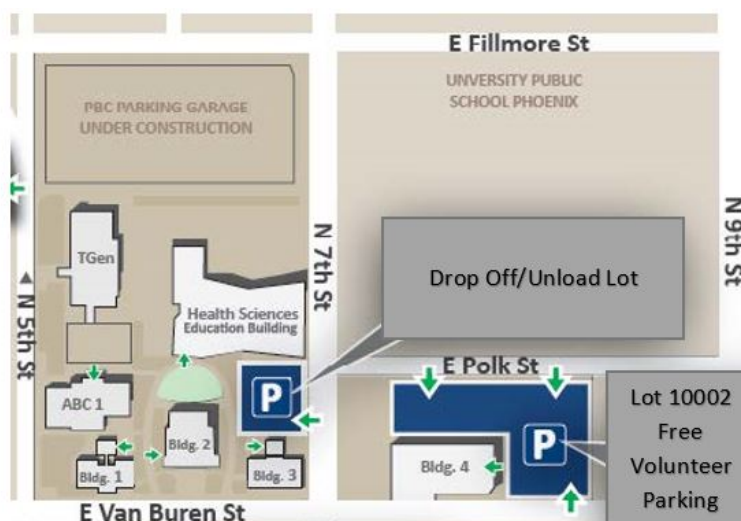 E Fillmore St
PBC PARKING GARAGE
UNDER CONSTRUCTION
UNVERSITY PUBLIC
SCHOOL PHOENIX
N 7th St
N 9th St
N 5th St
TGen
Health Sciences
Education Building
Drop Off/Unload Lot
E Polk St
ABC 1
P
Bldg. 2
Bldg. 1
Bldg. 3
Bldg. 4
P
Lot 10002
Free
Volunteer
Parking
E Van Buren St